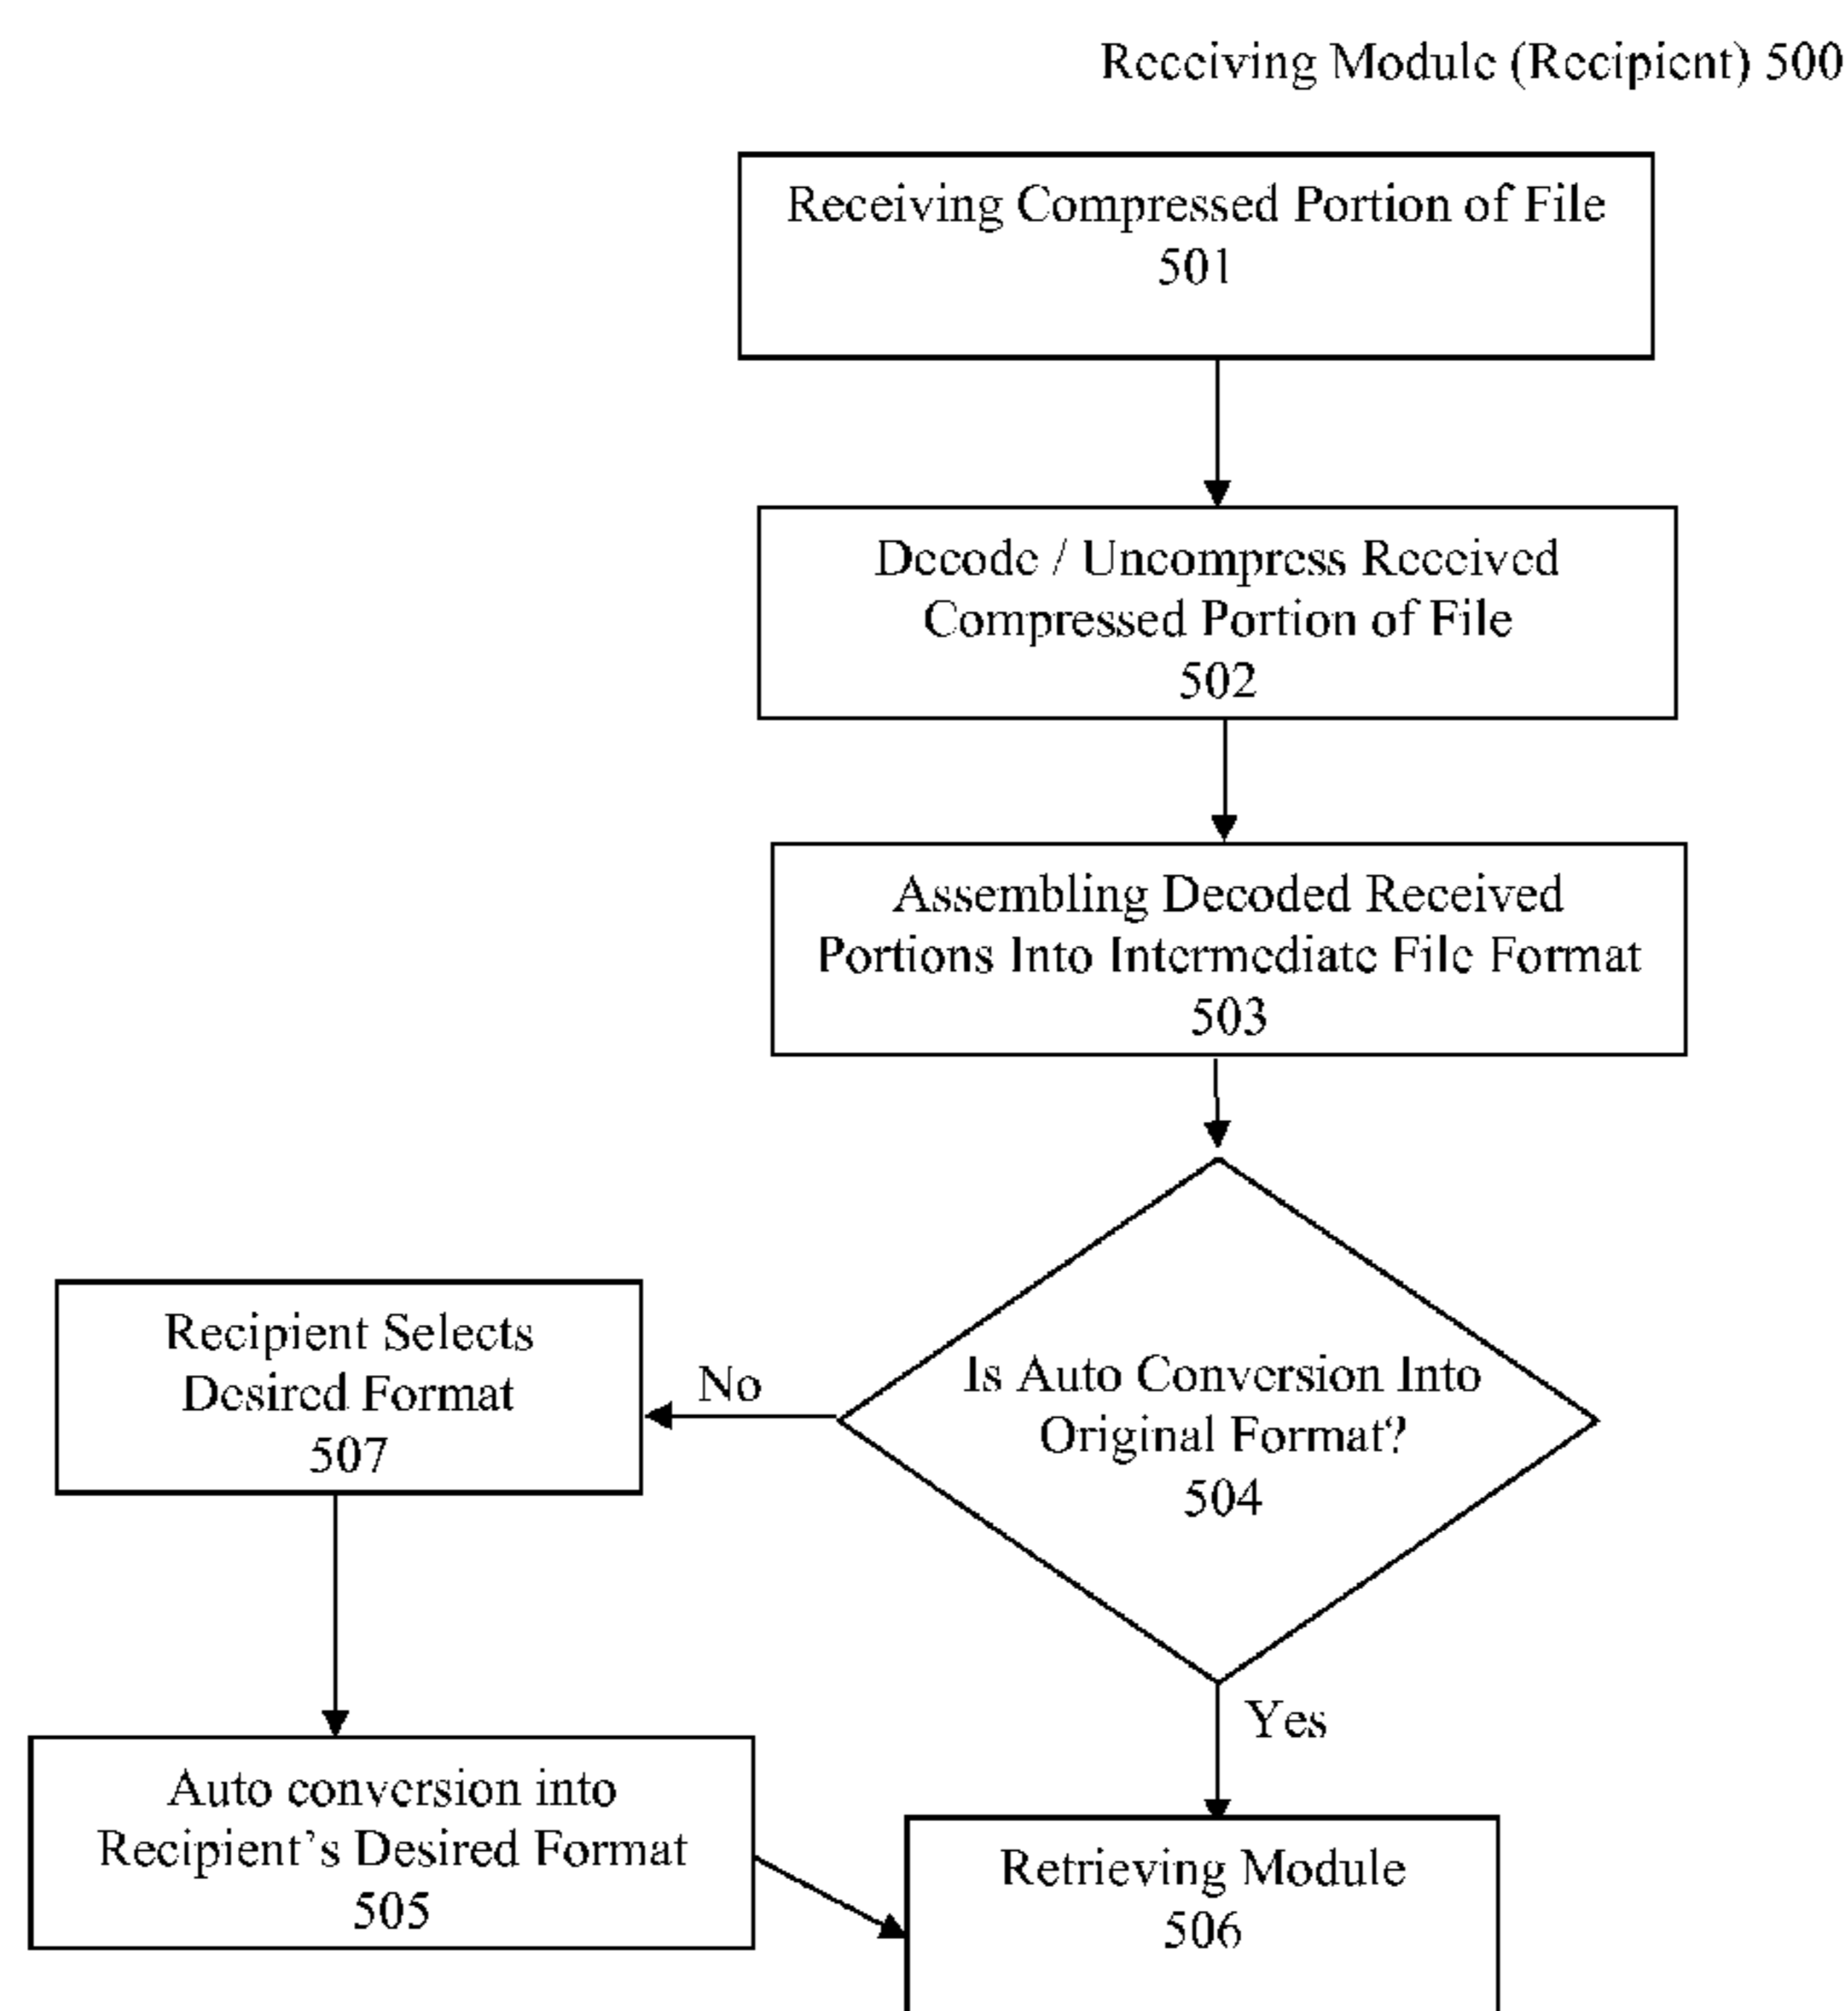 Receiving Module (Recipient) 500
Receiving Compressed Portion of File
501
Decode / Uncompress Received
Compressed Portion of File
502
Assembling Decoded Received
Portions Into Intermediate File Format
503
Is Auto Conversion Into
Original Format?
504
No
Recipient Selects
Desired Format
507
Yes
Auto conversion into
Recipient's Desired Format
505
Retrieving Module
506